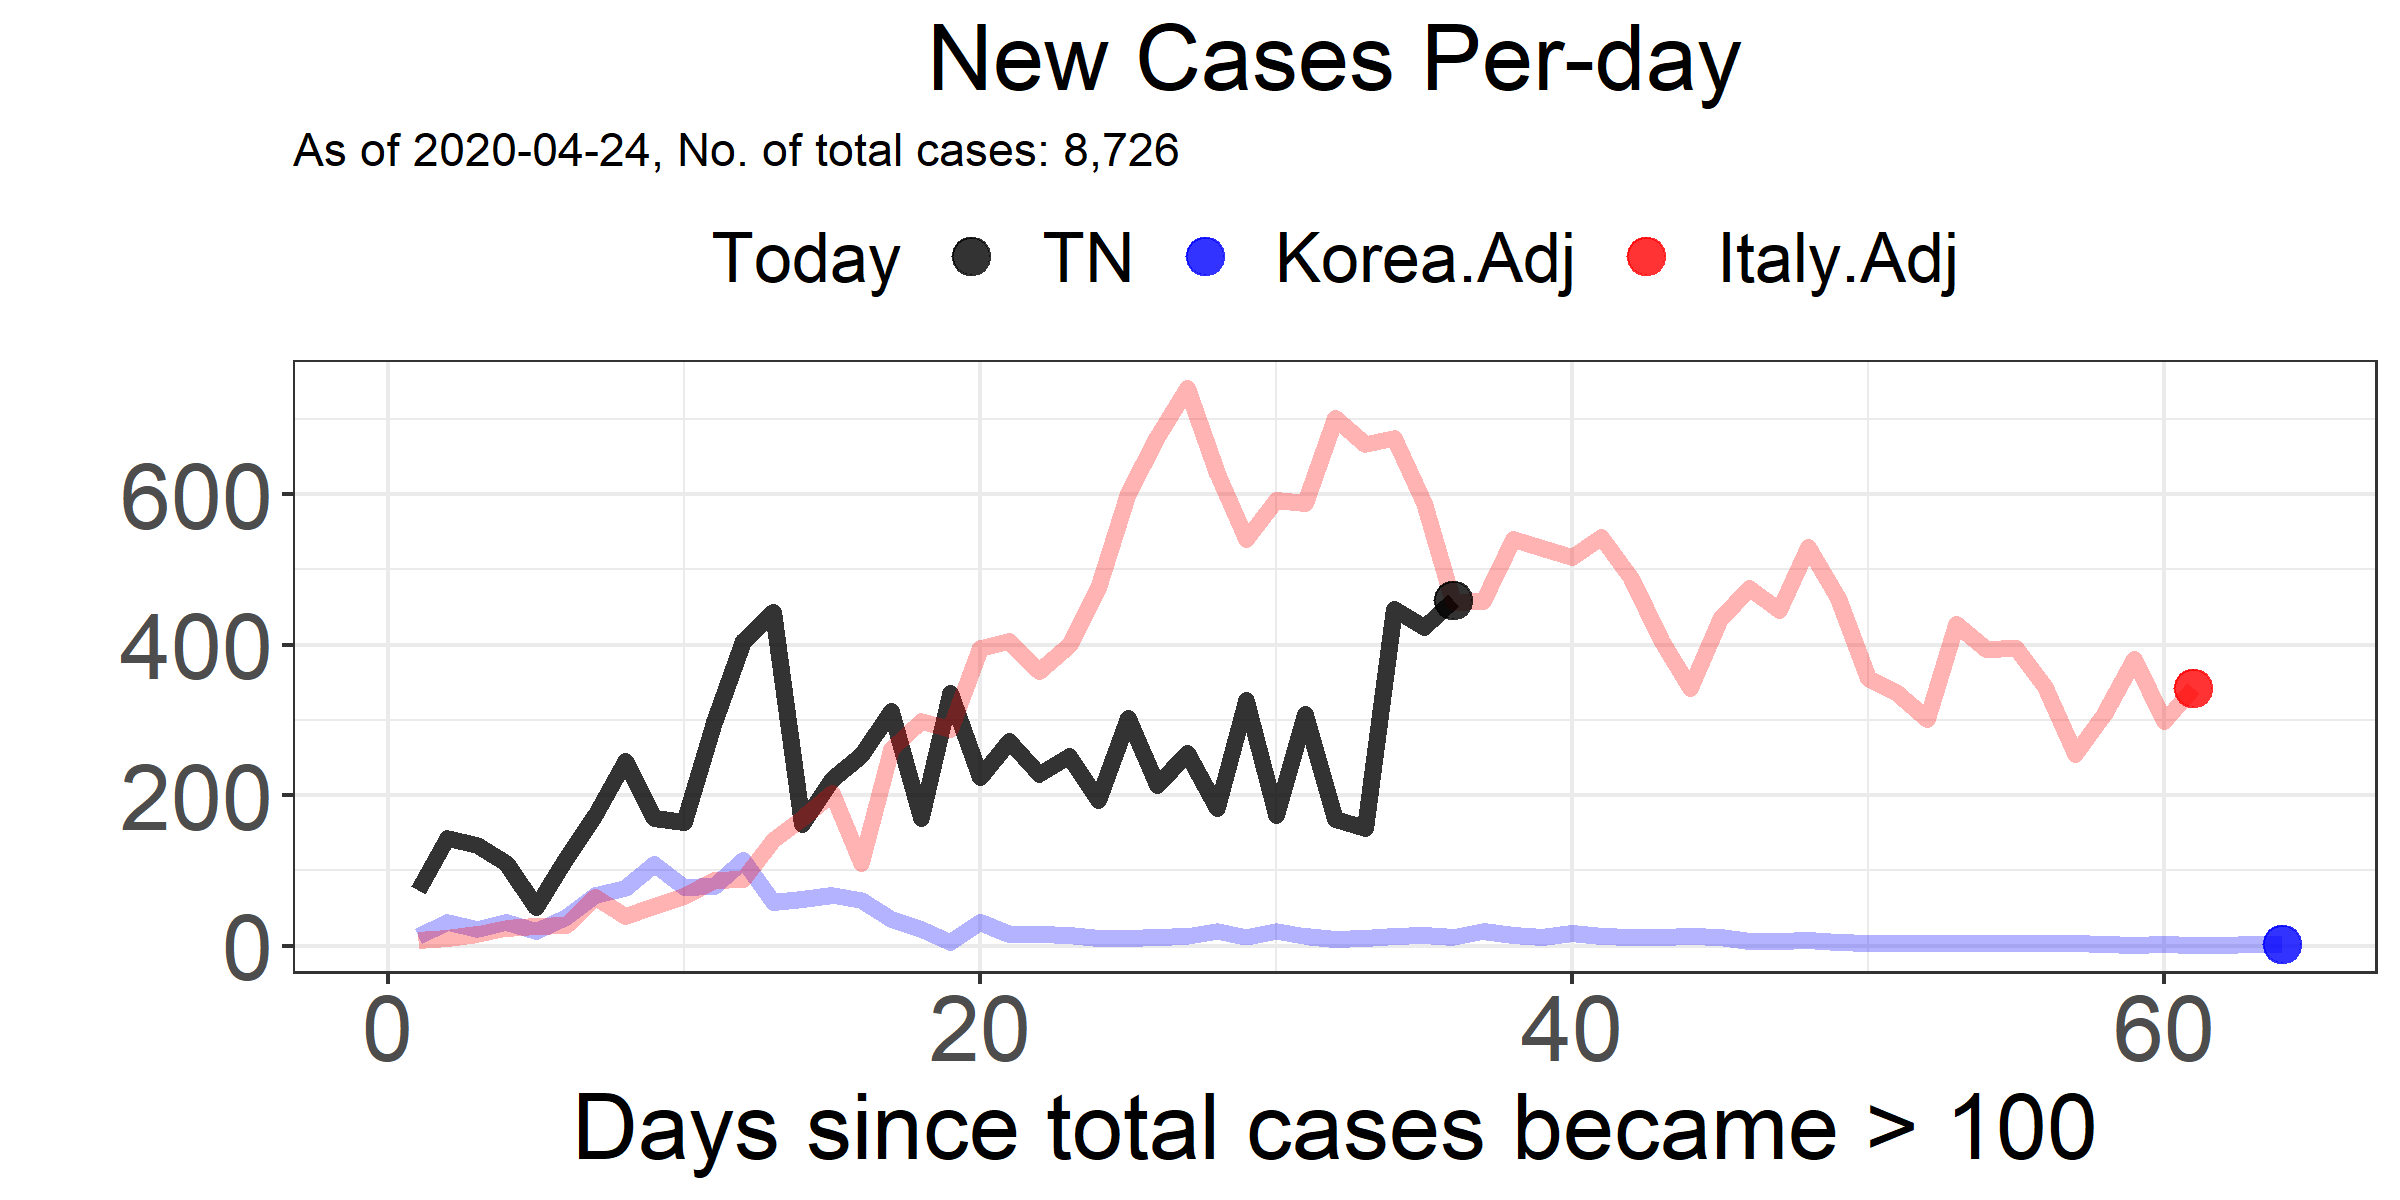 New Cases Per-day
As of 2020-04-24, No. of total cases: 8,726
Today TN Korea.Adj Italy.Adj
600
400
200
0
0 20 40 60
Days since total cases became > 100